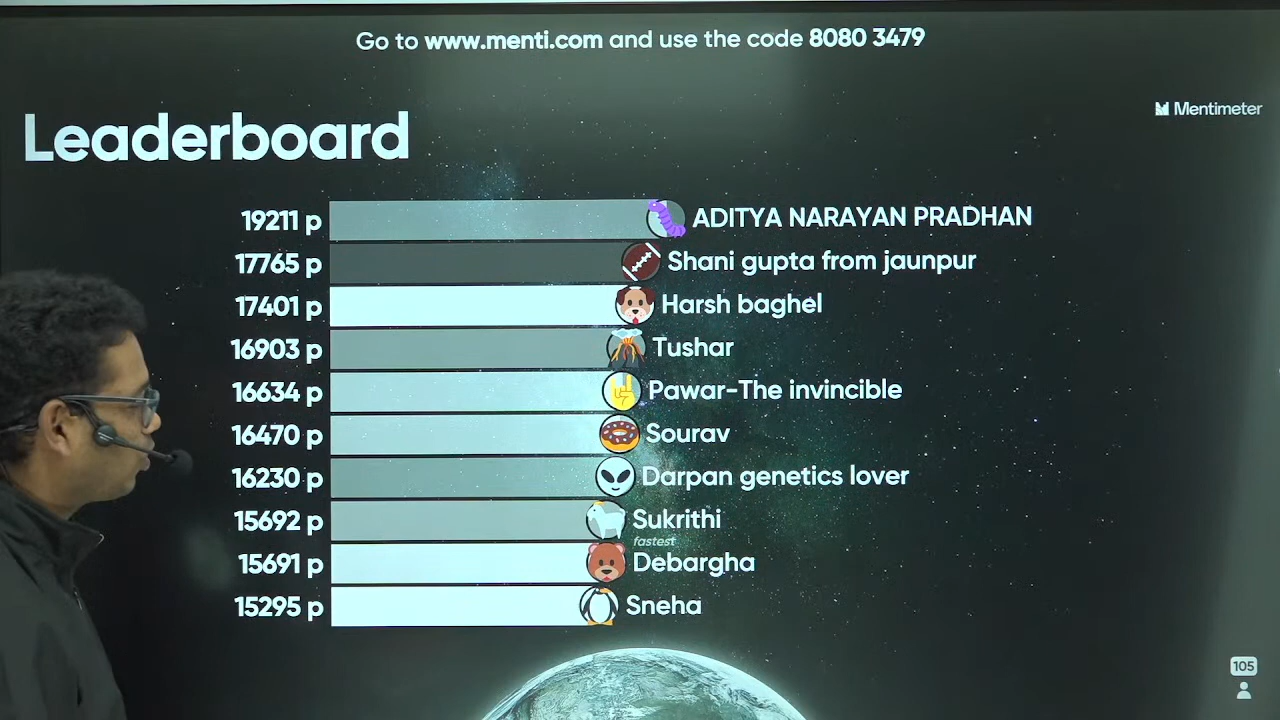 Go to www.menti.com and use the code 8080 3479
Mentimeter
Leaderboard
19211 p ADITYA NARAYAN PRADHAN
17765 p Shani gupta from jaunpur
17401 p Harsh baghel
16903 p Tushar
16634 p Pawar-The invincible
16470 p Sourav
16230 p Darpan genetics lover
15692 p Sukrithi
fastest
15691 p Debargha
15295 p Sneha
105